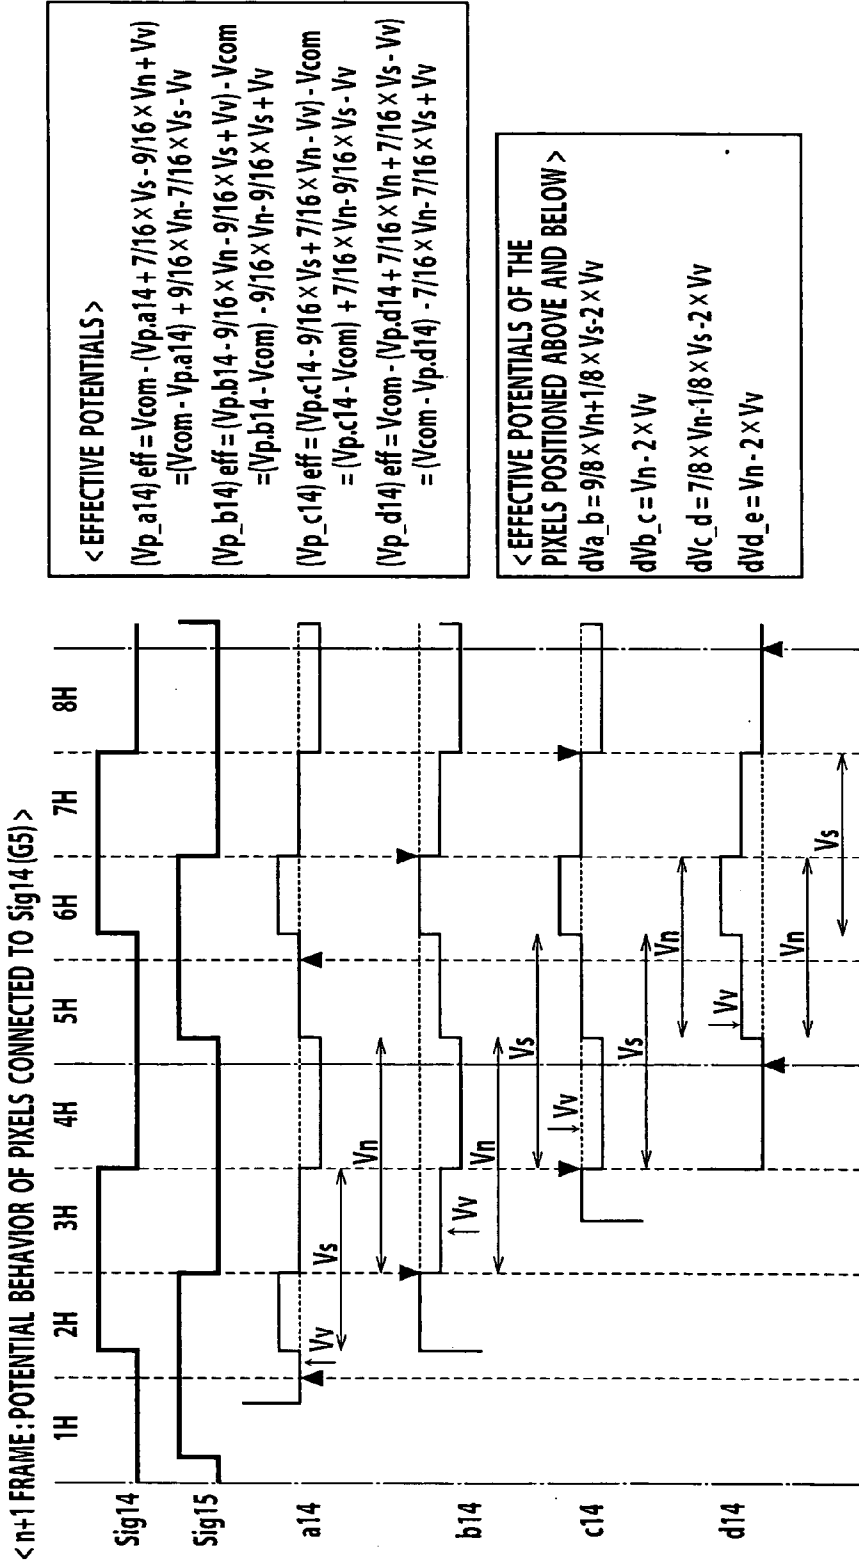 <n+1 FRAME:POTENTIAL BEHAVIOR OF PIXELS CONNECTED TO Sig14 (G5)>
1H 2H 3H 4H 5H 6H 7H 8H
Sig14
Sig15
a14
Vv
Vs
Vn
b14
Vv
Vn
c14
Vv
Vs
Vs
d14
Vv
Vn
Vn
Vs
<EFFECTIVE POTENTIALS>
(Vp_a14) eff = Vcom - (Vp.a14 + 7/16×Vs - 9/16×Vn + Vv)
=(Vcom - Vp.a14) + 9/16×Vn-7/16×Vs - Vv
(Vp_b14) eff = (Vp.b14 - 9/16×Vn - 9/16×Vs + Vv) - Vcom
=(Vp.b14 - Vcom) - 9/16×Vn - 9/16×Vs + Vv
(Vp_c14) eff = (Vp.c14 - 9/16×Vs + 7/16×Vn - Vv) - Vcom
= (Vp.c14 - Vcom) + 7/16×Vn - 9/16×Vs - Vv
(Vp_d14) eff = Vcom - (Vp.d14 + 7/16×Vn + 7/16×Vs - Vv)
= (Vcom - Vp.d14) - 7/16×Vn - 7/16×Vs + Vv
<EFFECTIVE POTENTIALS OF THE
PIXELS POSITIONED ABOVE AND BELOW>
dVa_b = 9/8×Vn+1/8×Vs-2×Vv
dVb_c = Vn - 2×Vv
dVc_d = 7/8×Vn-1/8×Vs-2×Vv
dVd_e = Vn - 2×Vv